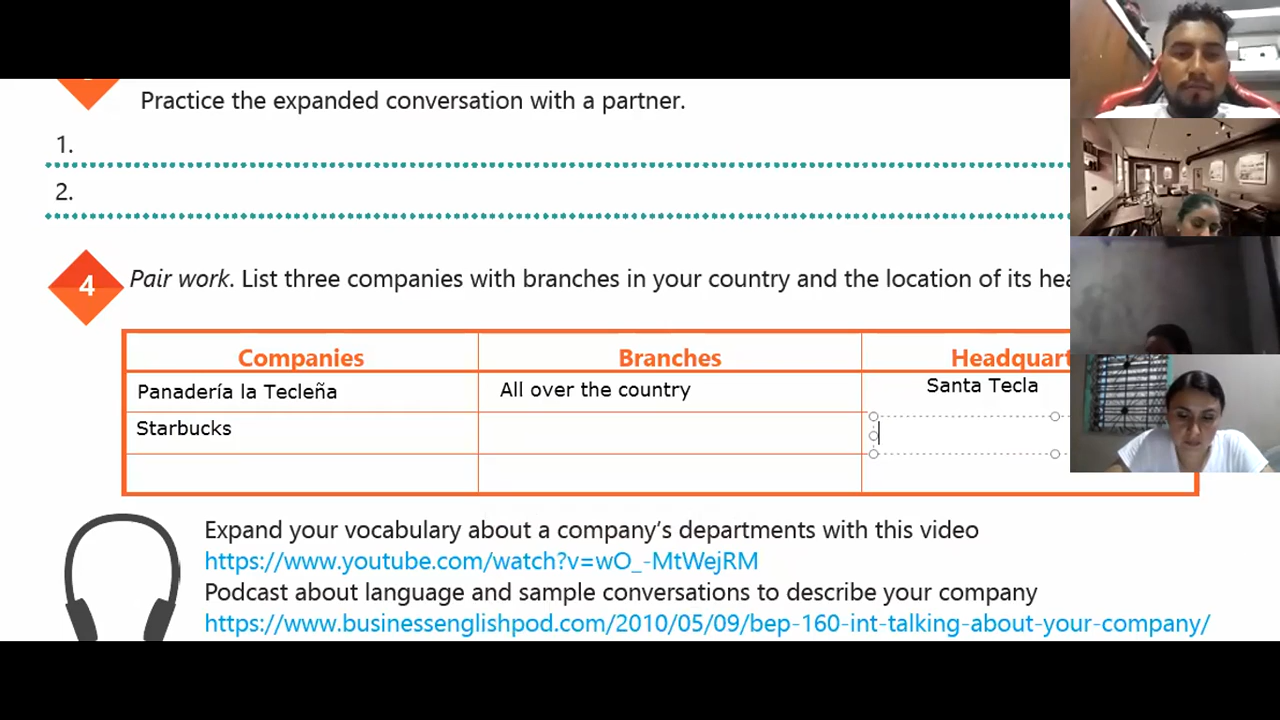 Practice the expanded conversation with a partner.
1.
2.
4
Pair work. List three companies with branches in your country and the location of its hea
Companies Branches Headquart
Panadería la Tecleña All over the country Santa Tecla
Starbucks
Expand your vocabulary about a company's departments with this video
https://www.youtube.com/watch?v=wO_-MtWejRM
Podcast about language and sample conversations to describe your company
https://www.businessenglishpod.com/2010/05/09/bep-160-int-talking-about-your-company/